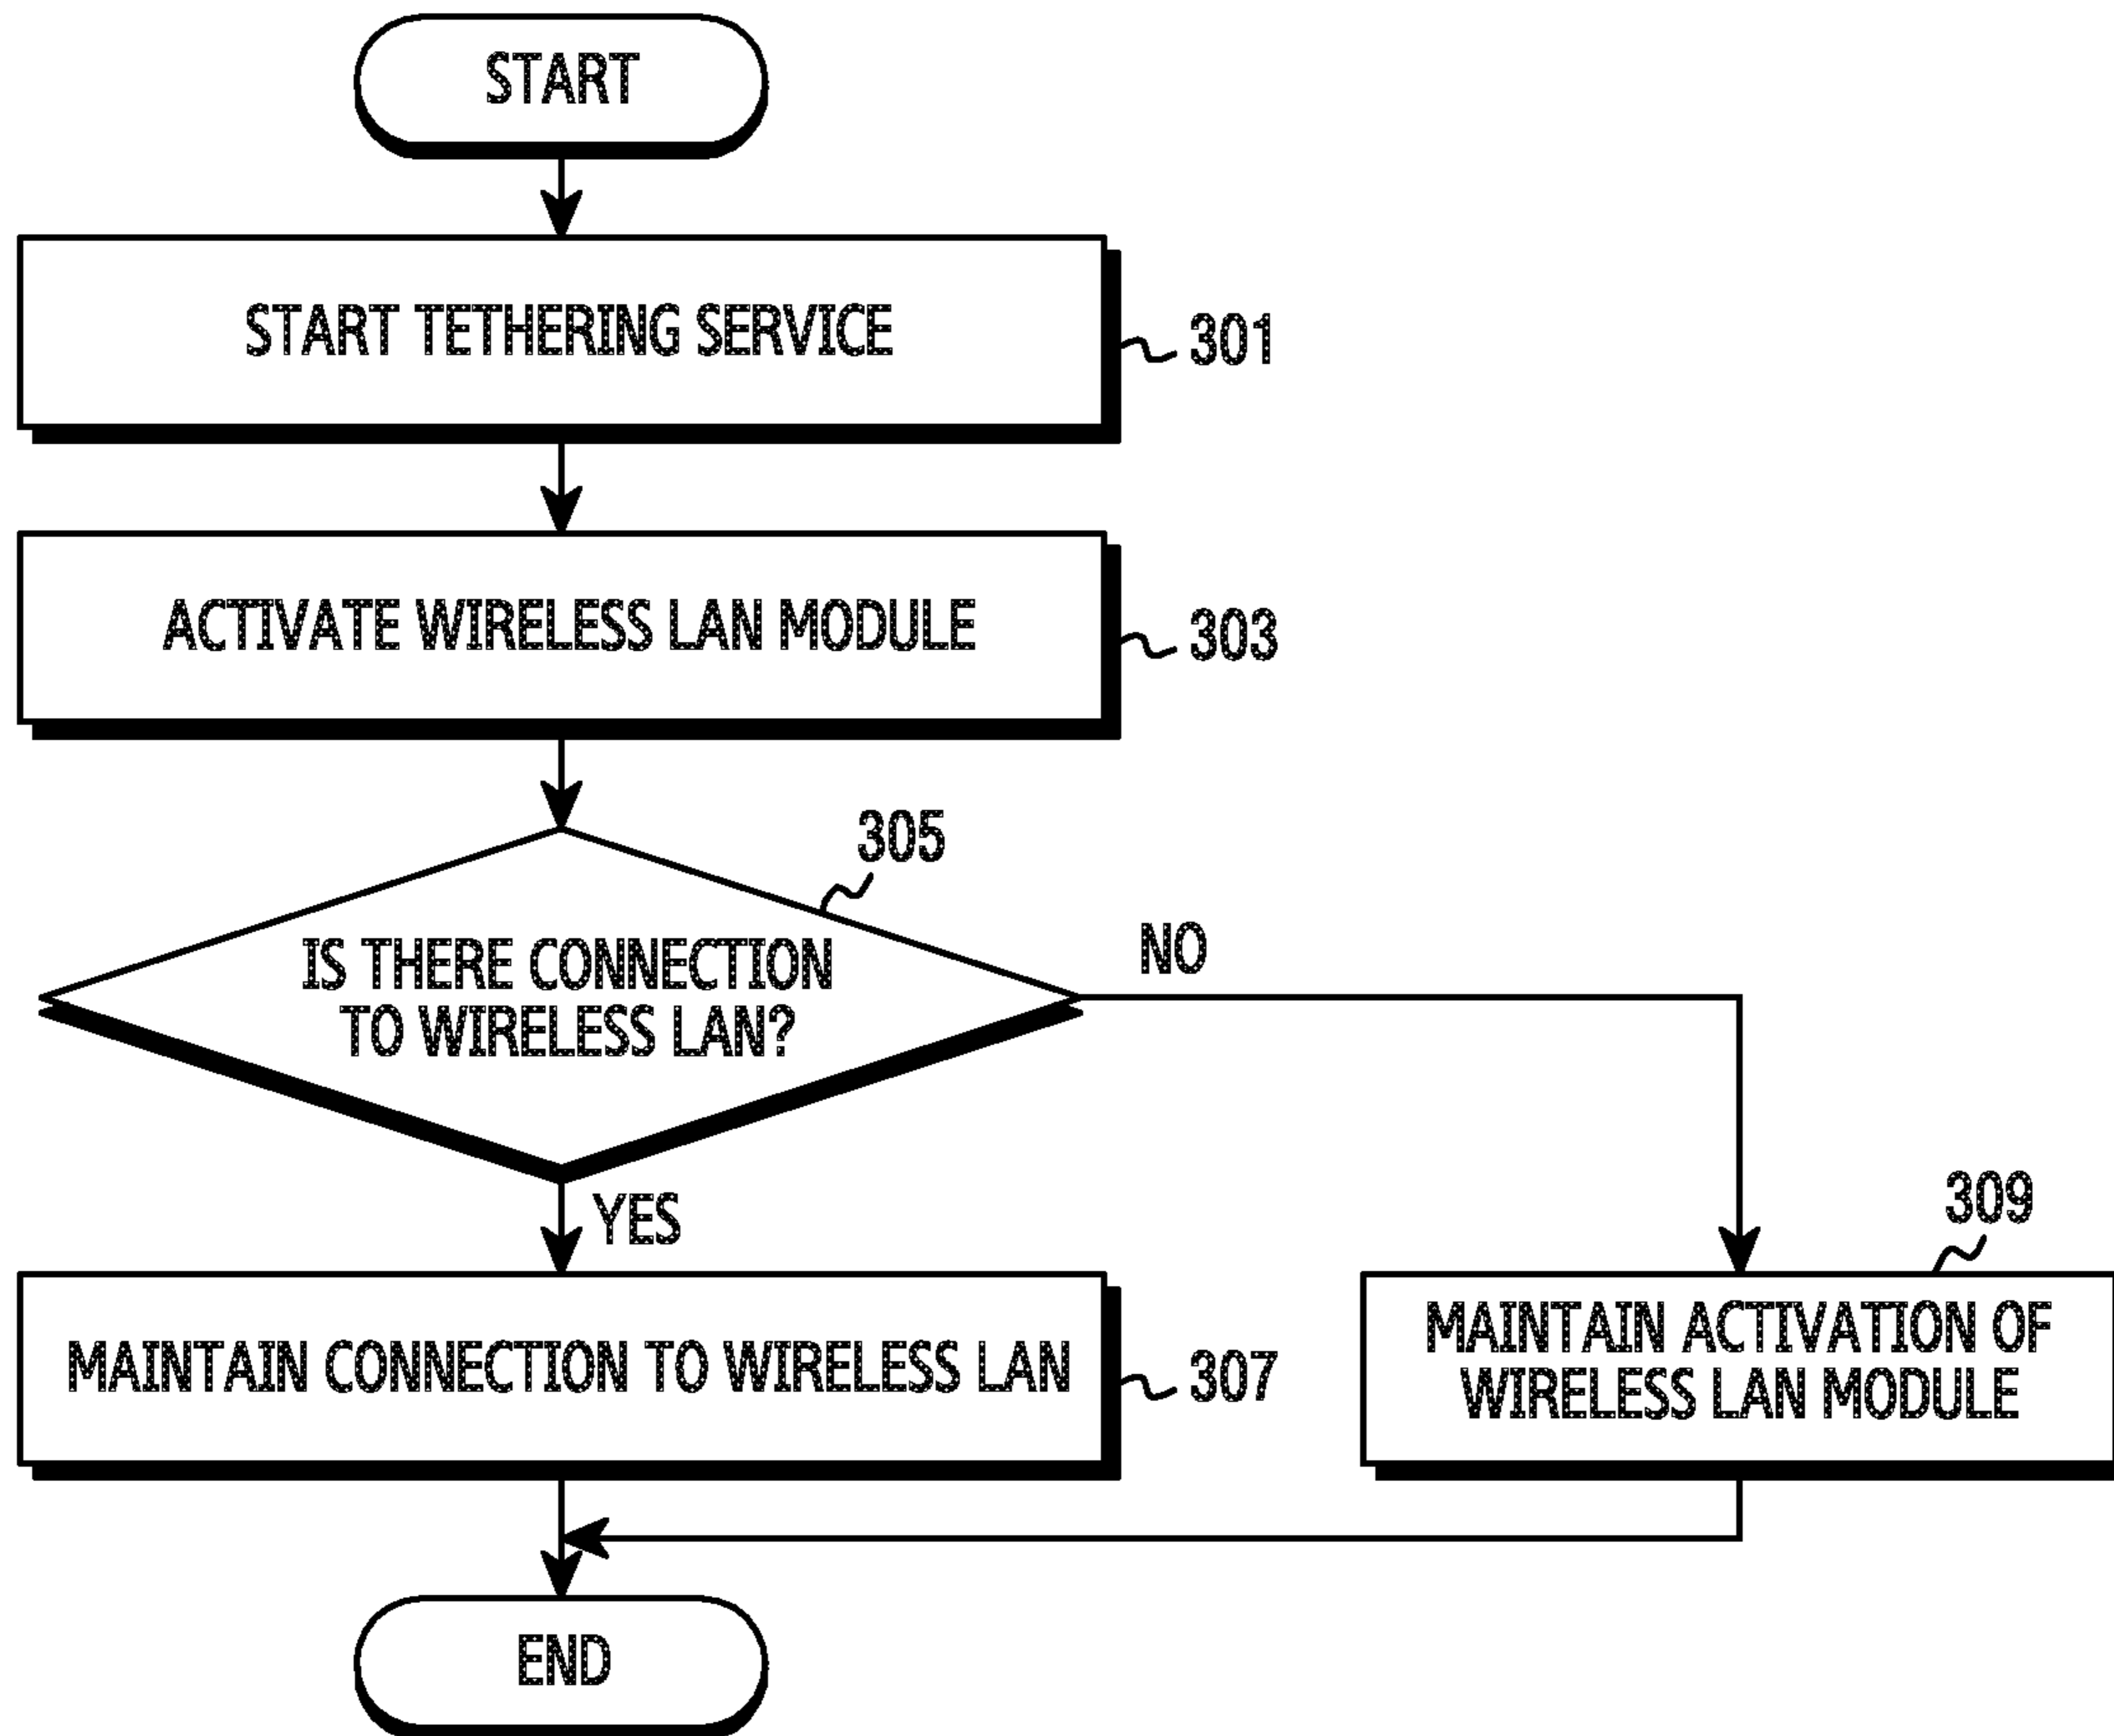 START
START TETHERING SERVICE
301
ACTIVATE WIRELESS LAN MODULE
303
305
IS THERE CONNECTION
TO WIRELESS LAN?
NO
YES
309
MAINTAIN CONNECTION TO WIRELESS LAN
307
MAINTAIN ACTIVATION OF
WIRELESS LAN MODULE
END